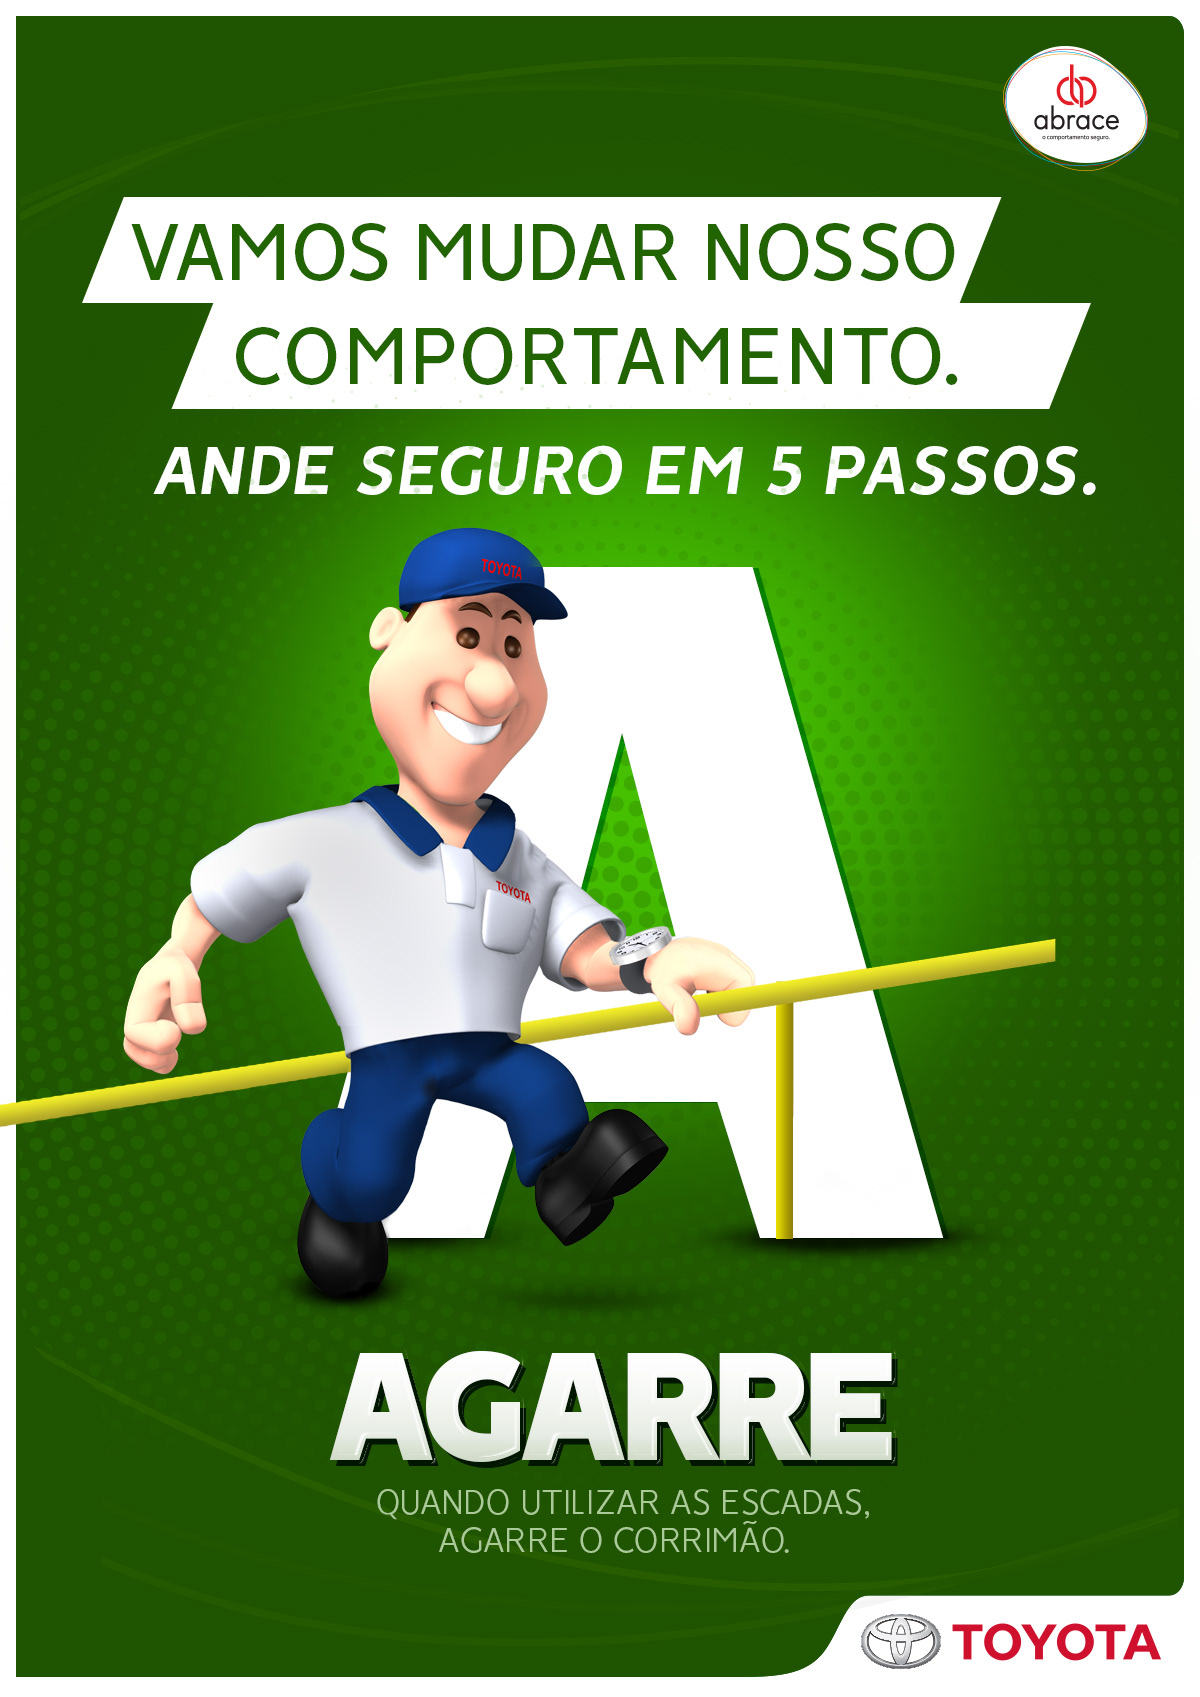 abrace
o comportamento seguro.
VAMOS MUDAR NOSSO
COMPORTAMENTO.
ANDE SEGURO EM 5 PASSOS.
TOYOTA
A
TOYOTA
AGARRE
QUANDO UTILIZAR AS ESCADAS,
AGARRE O CORRIMÃO.
TOYOTA